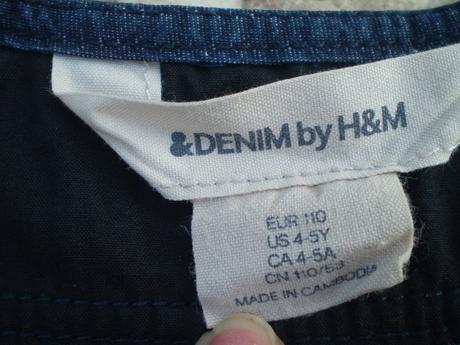 &DENIM by H&M
EUR 110
US 4-5Y
CA 4-5A
CN 110/53
MADE IN CAMBODIA